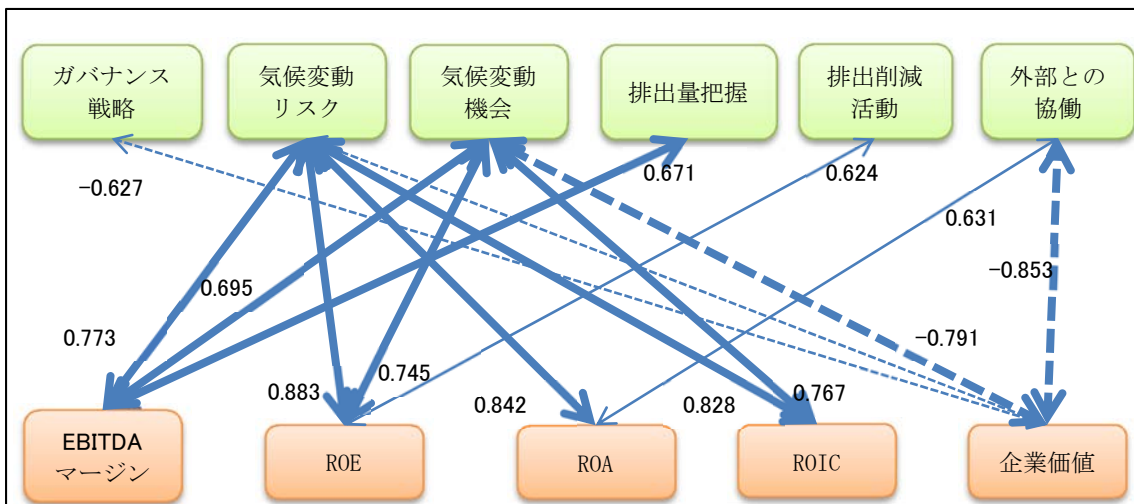 ガバナンス
戦略
気候変動
リスク
気候変動
機会
排出量把握
排出削減
活動
外部との
協働
−0.627
0.671
0.624
0.631
−0.853
0.695
0.773
−0.791
0.883
0.745
0.842
0.828
0.767
EBITDA
マージン
ROE
ROA
ROIC
企業価値